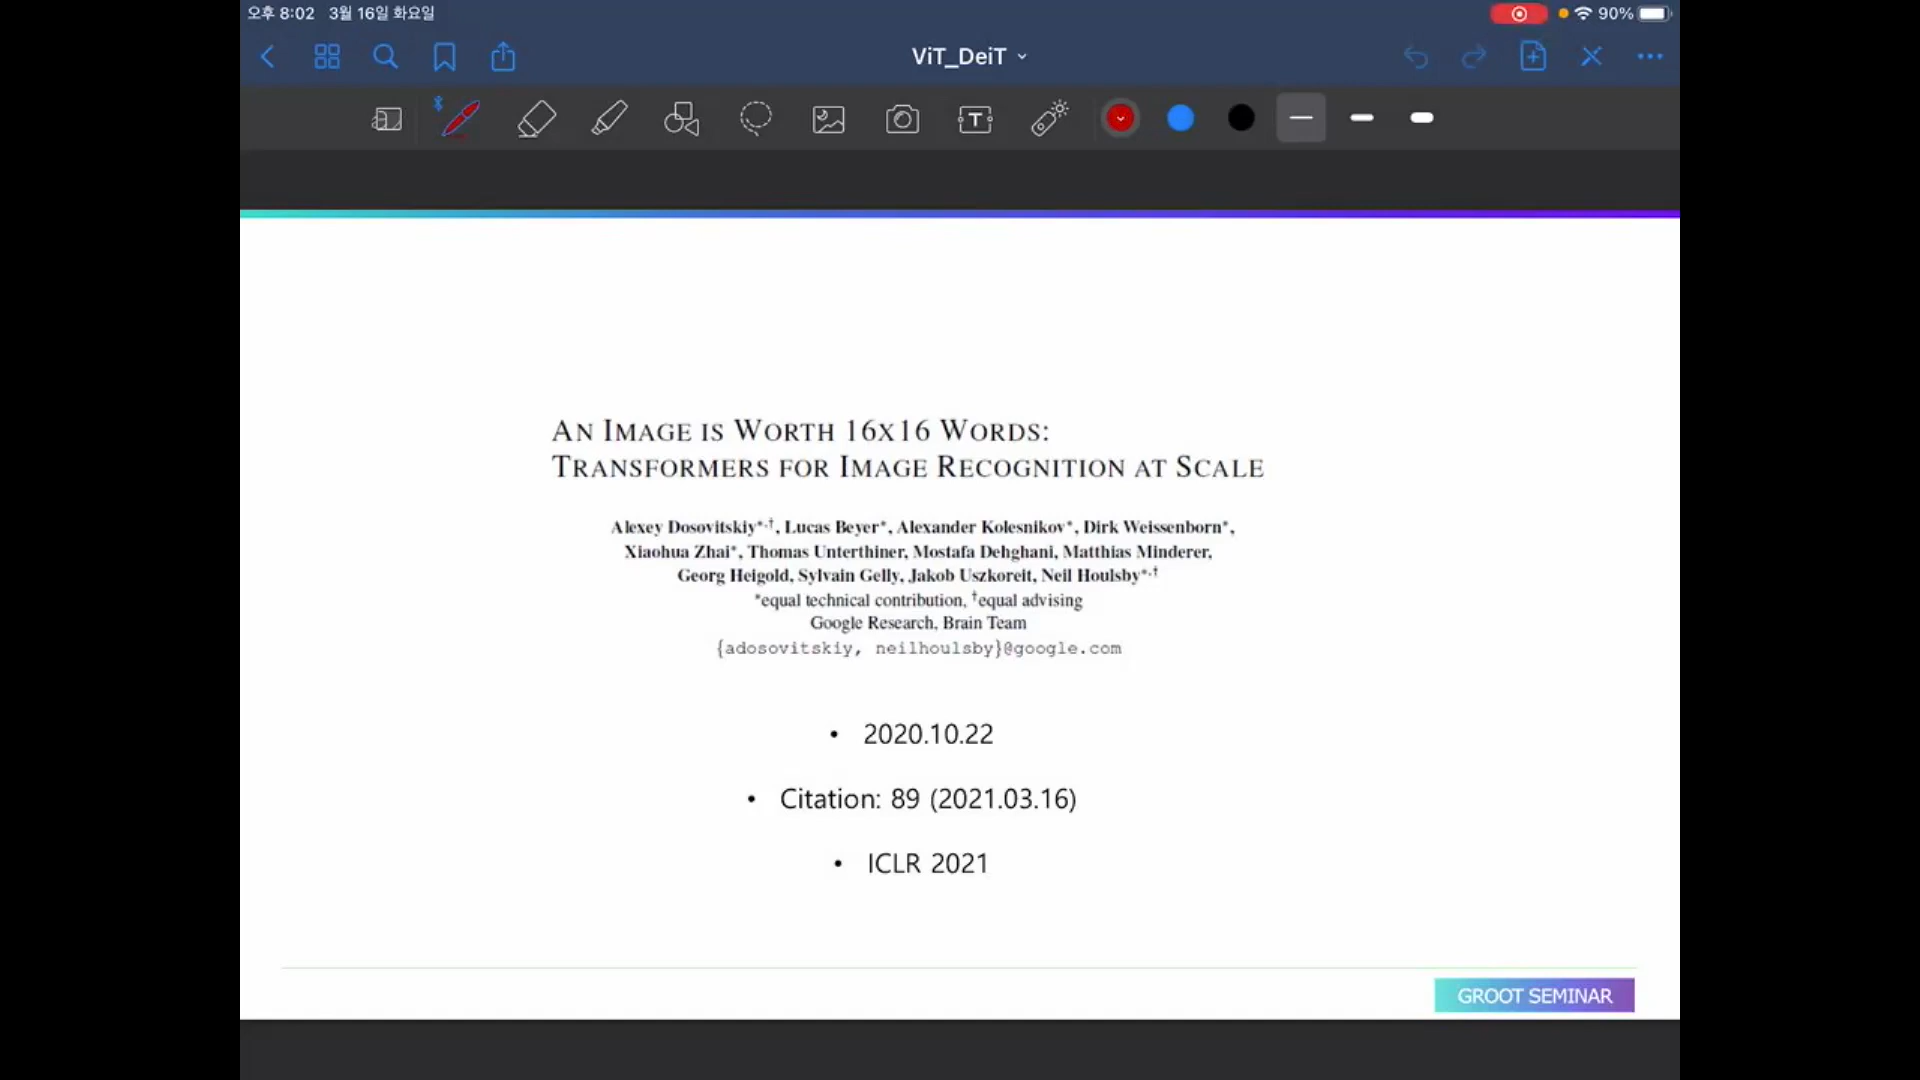 오후 8:02 3월 16일 화요일
90%
ViT_DeiT
T
AN IMAGE IS WORTH 16X16 WORDS:
TRANSFORMERS FOR IMAGE RECOGNITION AT SCALE
Alexey Dosovitskiy*,†, Lucas Beyer*, Alexander Kolesnikov*, Dirk Weissenborn*,
Xiaohua Zhai*, Thomas Unterthiner, Mostafa Dehghani, Matthias Minderer,
Georg Heigold, Sylvain Gelly, Jakob Uszkoreit, Neil Houlsby*,†
*equal technical contribution, †equal advising
Google Research, Brain Team
{adosovitskiy, neilhoulsby}@google.com
• 2020.10.22
• Citation: 89 (2021.03.16)
• ICLR 2021
GROOT SEMINAR